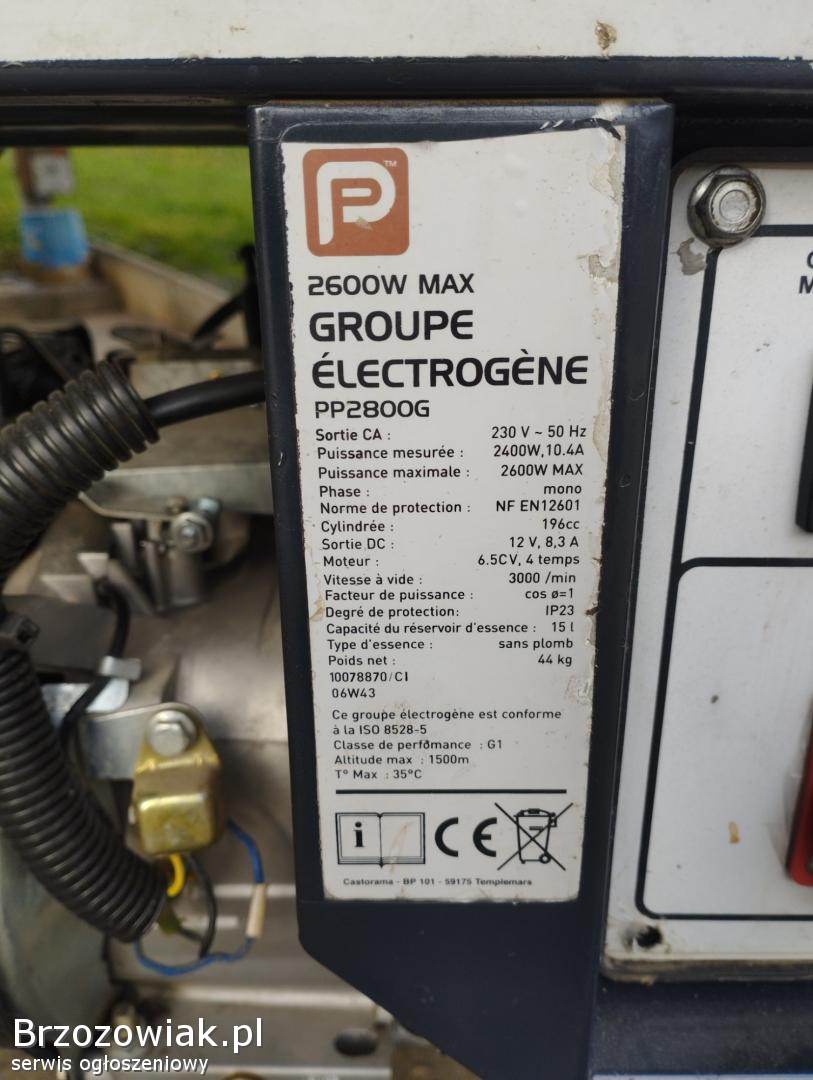 P™
2600W MAX
GROUPE
ÉLECTROGÈNE
PP2800G
Sortie CA : 230 V ~ 50 Hz
Puissance mesurée : 2400W,10.4A
Puissance maximale : 2600W MAX
Phase : mono
Norme de protection : NF EN12601
Cylindrée : 196cc
Sortie DC : 12 V, 8,3 A
Moteur : 6.5CV, 4 temps
Vitesse à vide : 3000 /min
Facteur de puissance : cos ø=1
Degré de protection: IP23
Capacité du réservoir d'essence : 15 l
Type d'essence : sans plomb
Poids net : 44 kg
10078870/CI
06W43
Ce groupe électrogène est conforme
à la ISO 8528-5
Classe de perfomance : G1
Altitude max : 1500m
T° Max : 35°C
i CE
Castorama - BP 101 - 59175 Templemars
Brzozowiak.pl
serwis ogłoszeniowy